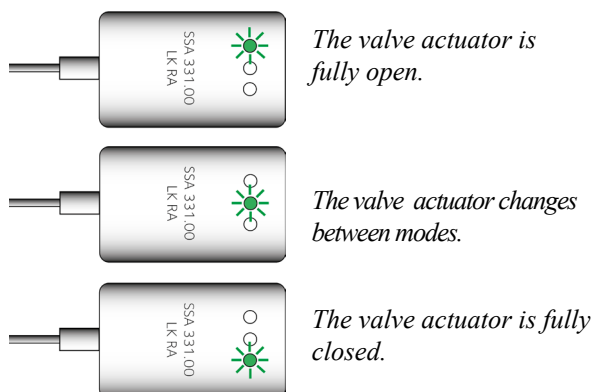 SSA 331.00
LK RA
The valve actuator is
fully open.
SSA 331.00
LK RA
The valve actuator changes
between modes.
SSA 331.00
LK RA
The valve actuator is fully
closed.